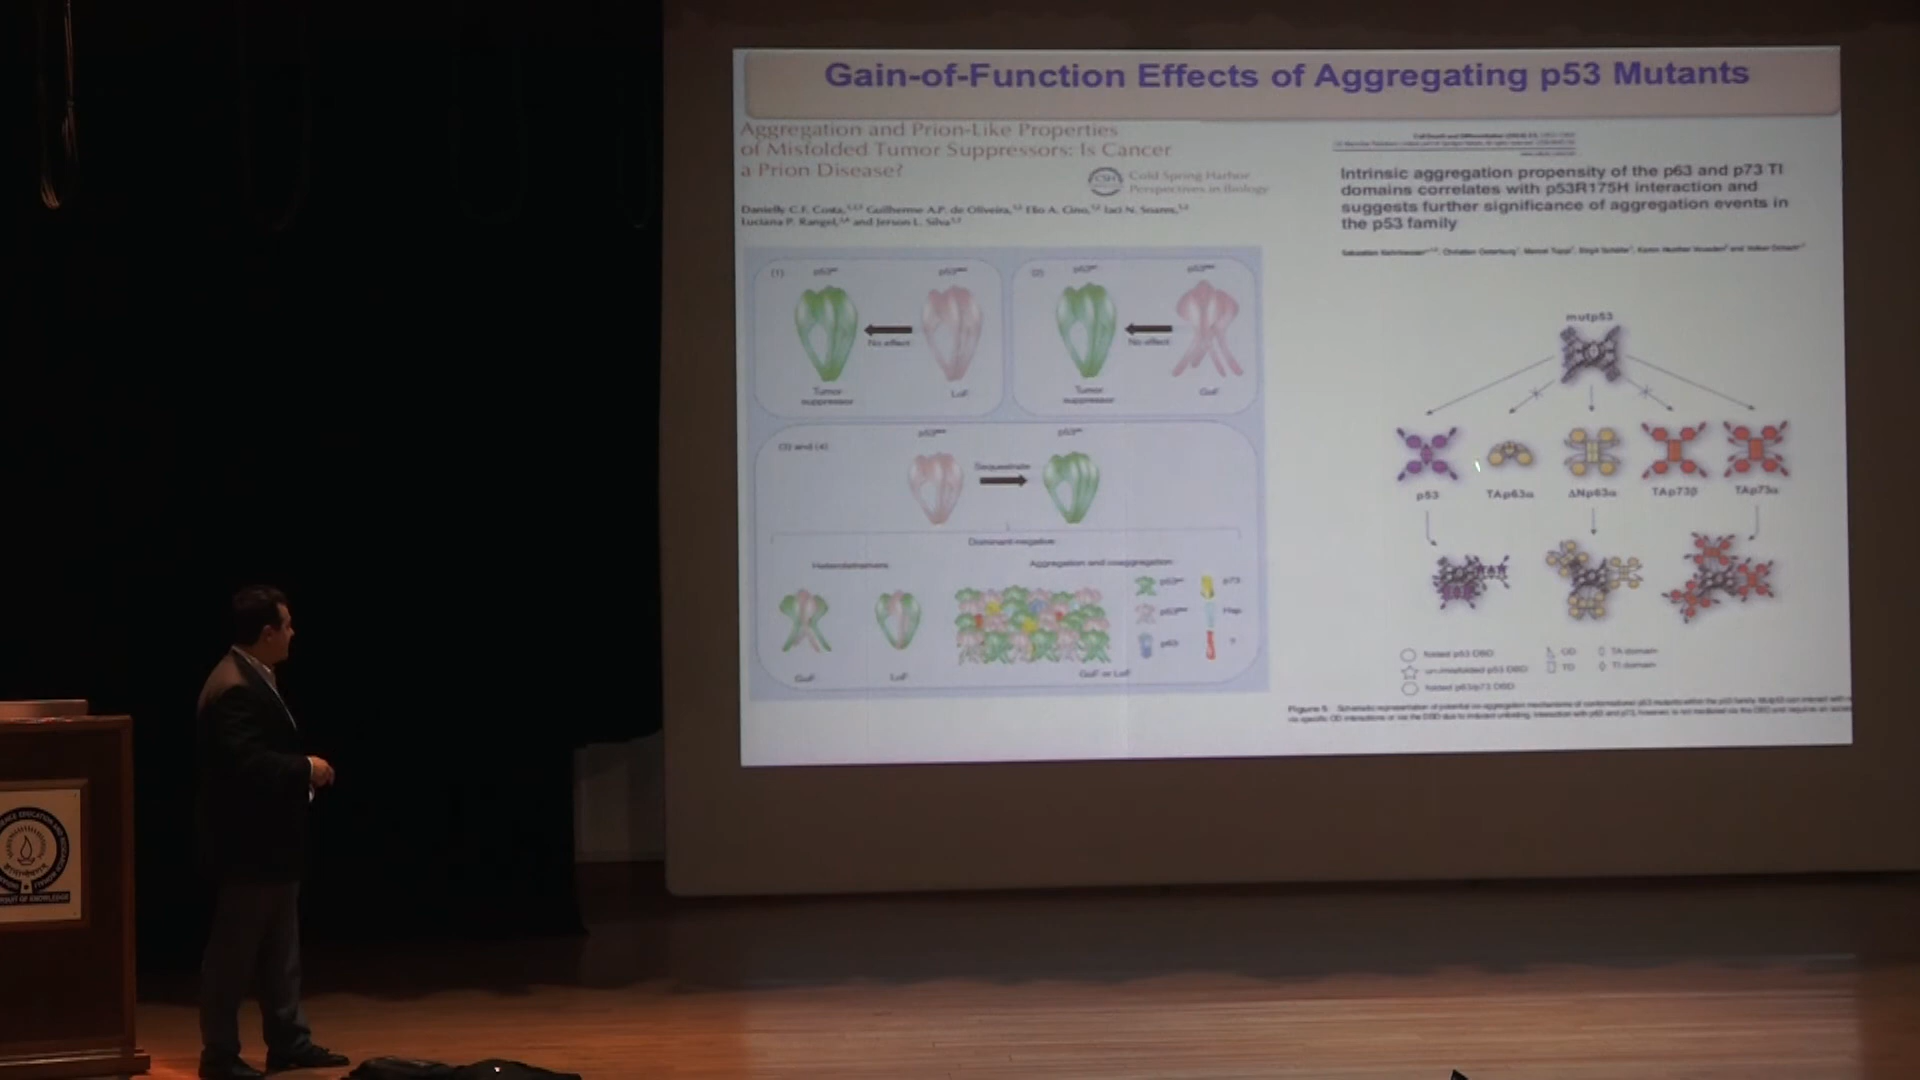 Gain-of-Function Effects of Aggregating p53 Mutants
Aggregation and Prion-Like Properties
of Misfolded Tumor Suppressors: Is Cancer
a Prion Disease?
CSH
Cold Spring Harbor
Perspectives in Biology
Danielly C.F. Costa, Guilherme A.P. de Oliveira, Elio A. Cino, Iaci N. Soares,
Luciana P. Rangel, and Jerson L. Silva
(1)
No effect
Tumor
suppressor
LoF
(2)
No effect
Tumor
suppressor
GoF
(3) and (4)
Sequestrate
Dominant-negative
Heterotetramers
Aggregation and coaggregation
p73
Hsp
p63
GoF
LoF
GoF or LoF
Intrinsic aggregation propensity of the p63 and p73 TI
domains correlates with p53R175H interaction and
suggests further significance of aggregation events in
the p53 family
mutp53
p53
TAp63α
ΔNp63α
TAp73β
TAp73α
folded p53 DBD
un-/misfolded p53 DBD
folded p63/p73 DBD
OD
TD
TA domain
TI domain